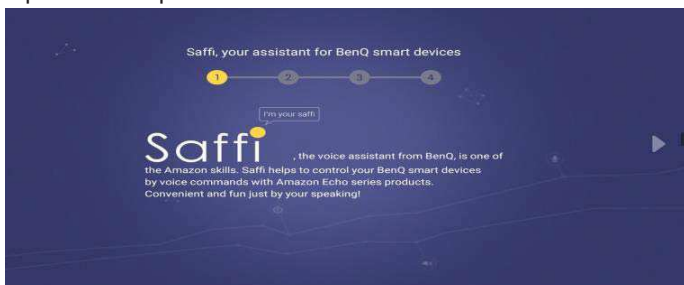 Saffi, your assistant for BenQ smart devices
1 2 3 4
I'm your saffi
Saffi , the voice assistant from BenQ, is one of
the Amazon skills. Saffi helps to control your BenQ smart devices
by voice commands with Amazon Echo series products.
Convenient and fun just by your speaking!